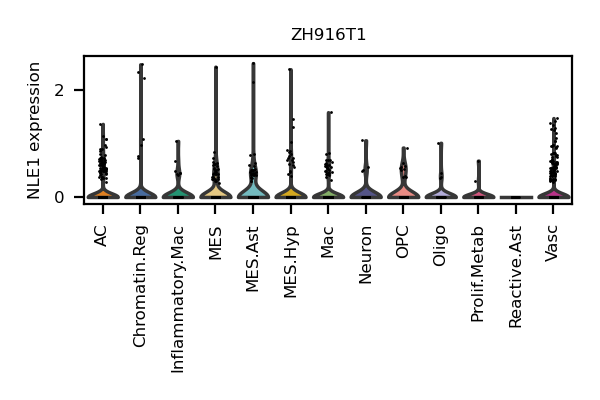 ZH916T1
NLE1 expression
2
0
AC
Chromatin.Reg
Inflammatory.Mac
MES
MES.Ast
MES.Hyp
Mac
Neuron
OPC
Oligo
Prolif.Metab
Reactive.Ast
Vasc